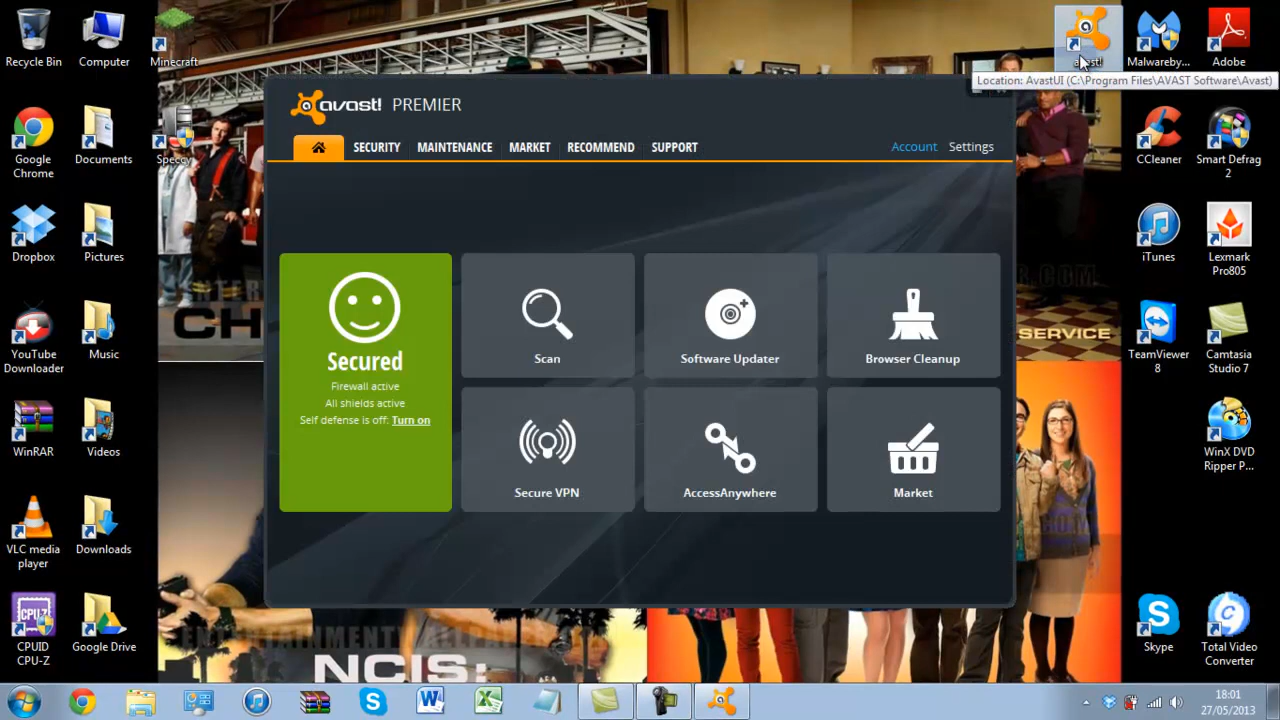 Recycle Bin
Computer
Minecraft
avast!
Malwareby...
Adobe
Location: AvastUI (C:\Program Files\AVAST Software\Avast)
avast! PREMIER
SECURITY
MAINTENANCE
MARKET
RECOMMEND
SUPPORT
Account
Settings
Google
Chrome
Documents
Speccy
CCleaner
Smart Defrag
2
Dropbox
Pictures
iTunes
Lexmark
Pro805
Secured
Firewall active
All shields active
Self defense is off: Turn on
Scan
Software Updater
Browser Cleanup
Secure VPN
AccessAnywhere
Market
YouTube
Downloader
Music
CH
SERVICE
TeamViewer
8
Camtasia
Studio 7
WinRAR
Videos
WinX DVD
Ripper P...
VLC media
player
Downloads
CPUID
CPU-Z
Google Drive
NCIS:
Skype
Total Video
Converter
18:01
27/05/2013